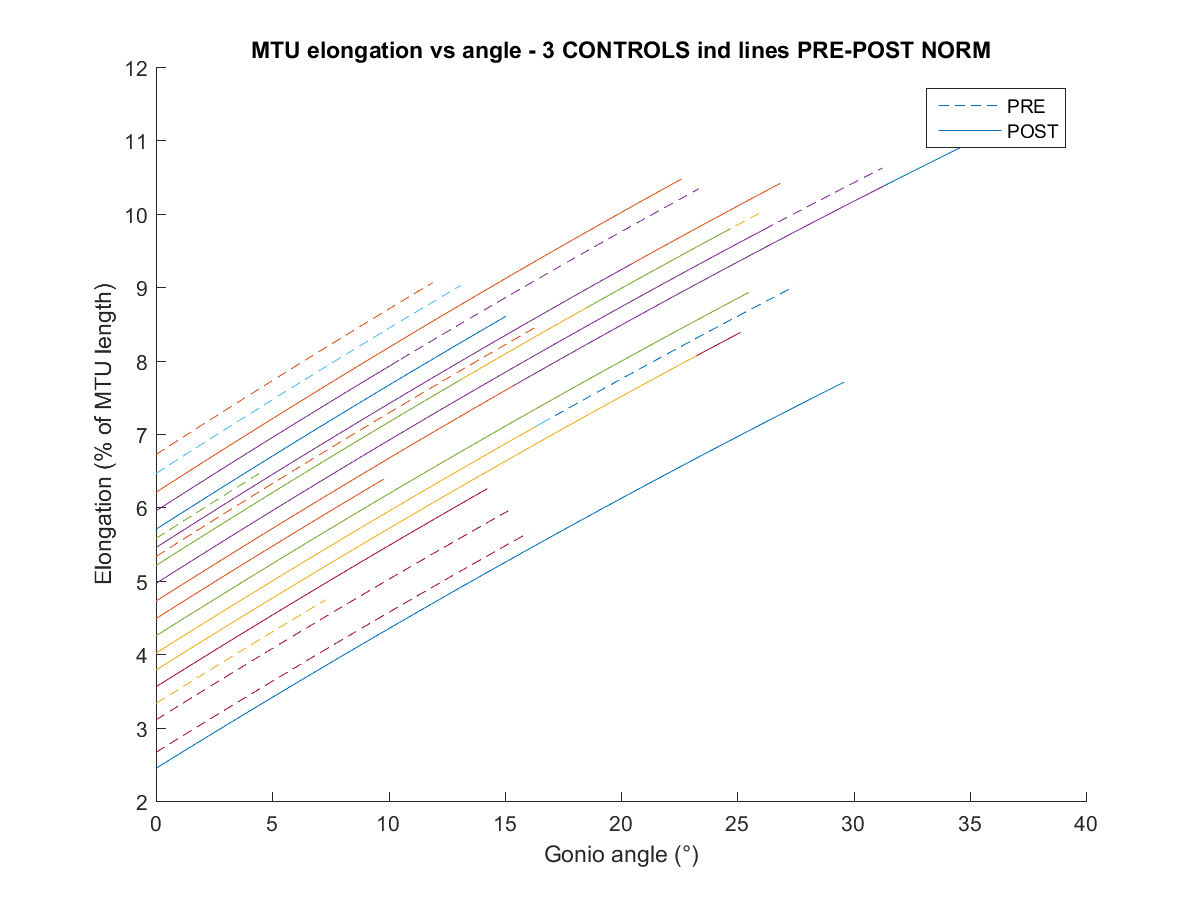 MTU elongation vs angle - 3 CONTROLS ind lines PRE-POST NORM
PRE
POST
12
11
10
9
8
7
6
5
4
3
2
Elongation (% of MTU length)
0 5 10 15 20 25 30 35 40
Gonio angle (°)